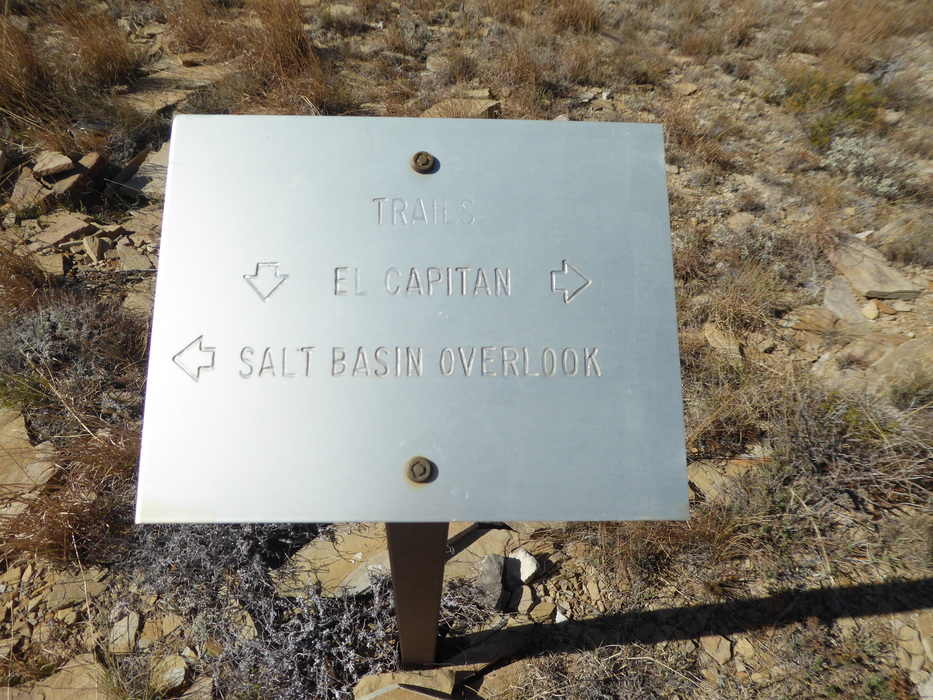 TRAILS
EL CAPITAN
SALT BASIN OVERLOOK